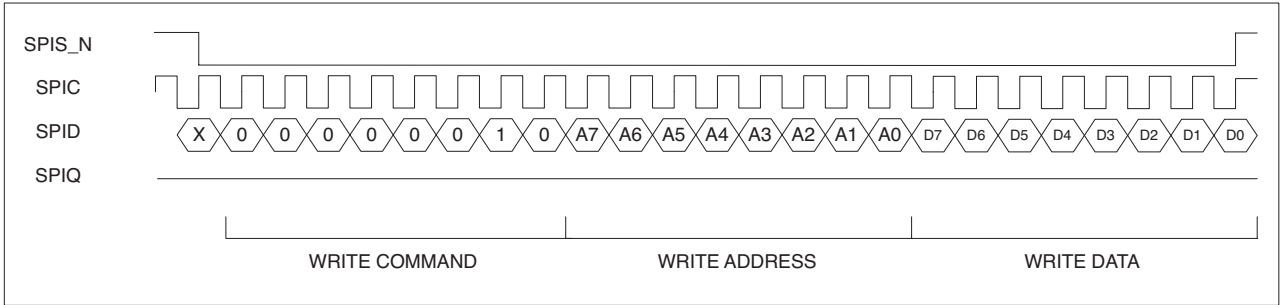 SPIS_N
SPIC
SPID X 0 0 0 0 0 0 1 0 A7 A6 A5 A4 A3 A2 A1 A0 D7 D6 D5 D4 D3 D2 D1 D0
SPIQ
WRITE COMMAND WRITE ADDRESS WRITE DATA